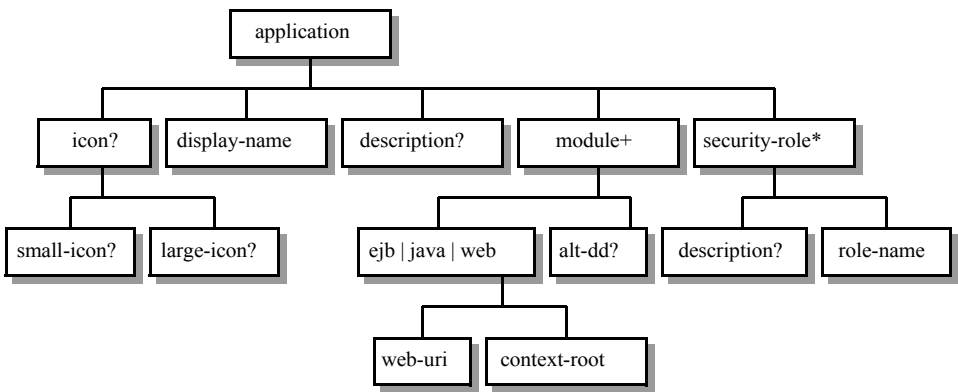 application
icon?
display-name
description?
module+
security-role*
small-icon?
large-icon?
ejb | java | web
alt-dd?
description?
role-name
web-uri
context-root